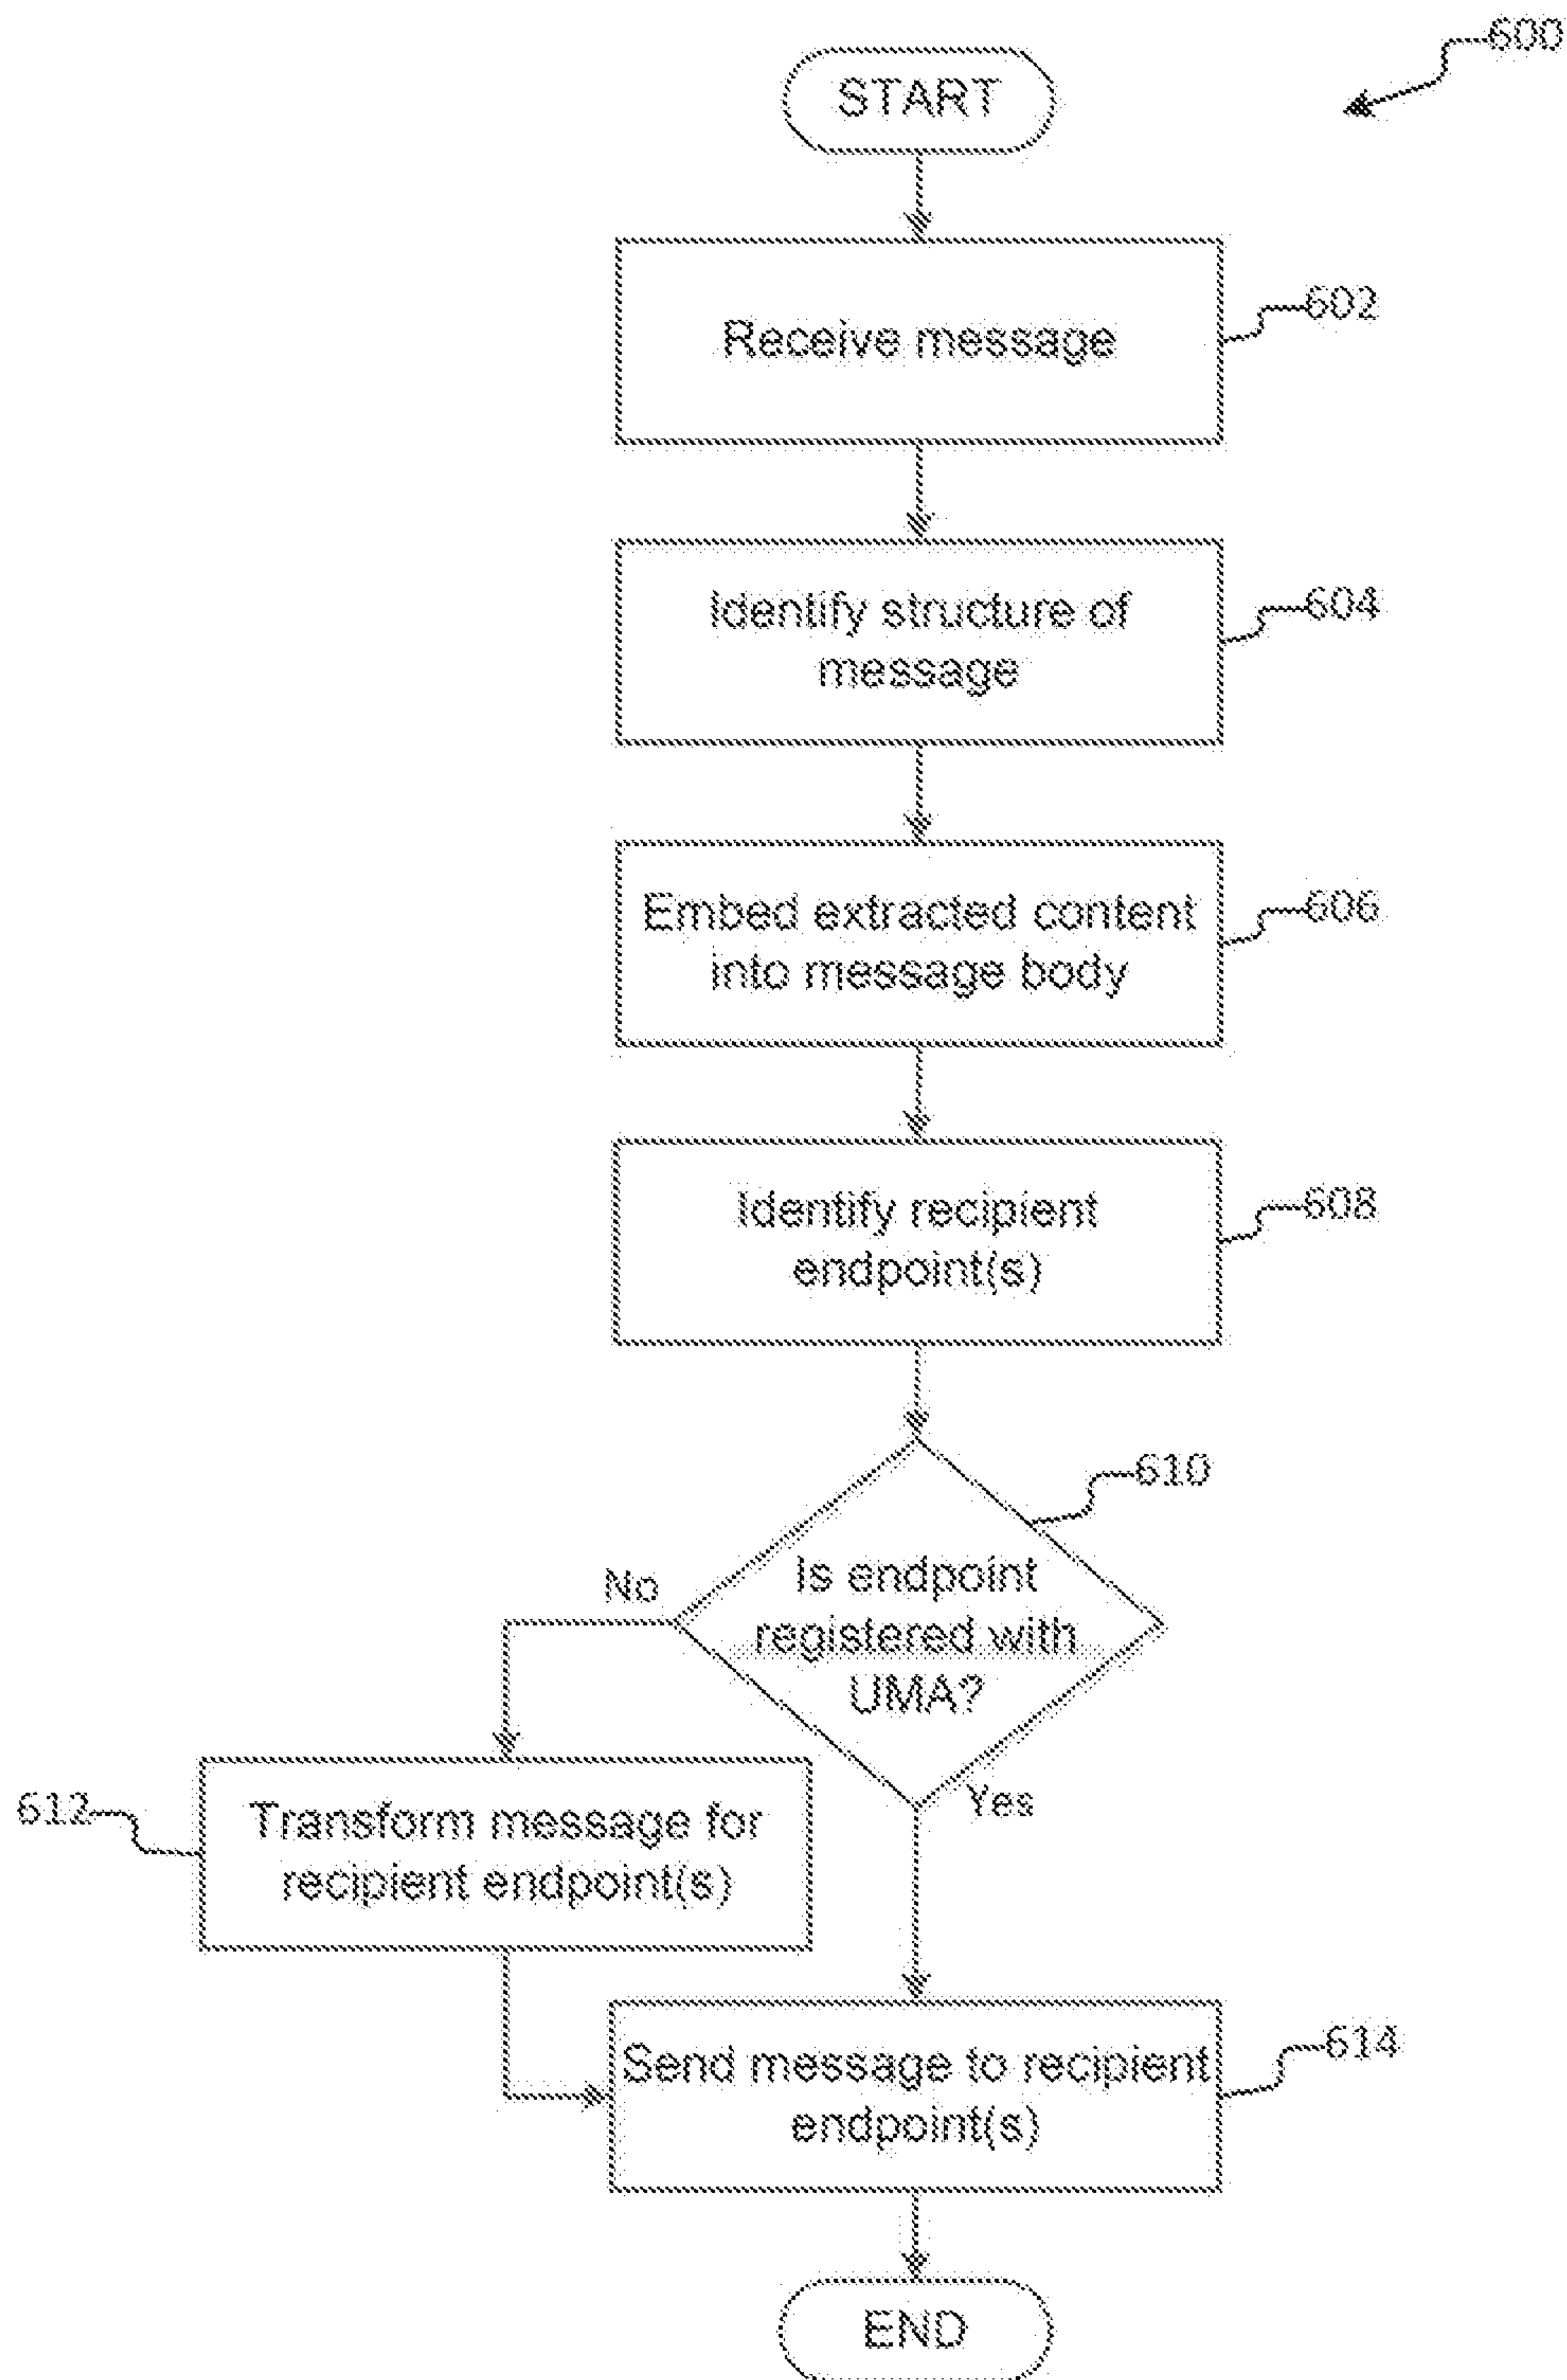 600
START
Receive message
602
Identify structure of
message
604
Embed extracted content
into message body
606
Identify recipient
endpoint(s)
608
610
Is endpoint
registered with
UMA?
No
Yes
612
Transform message for
recipient endpoint(s)
Send message to recipient
endpoint(s)
614
END